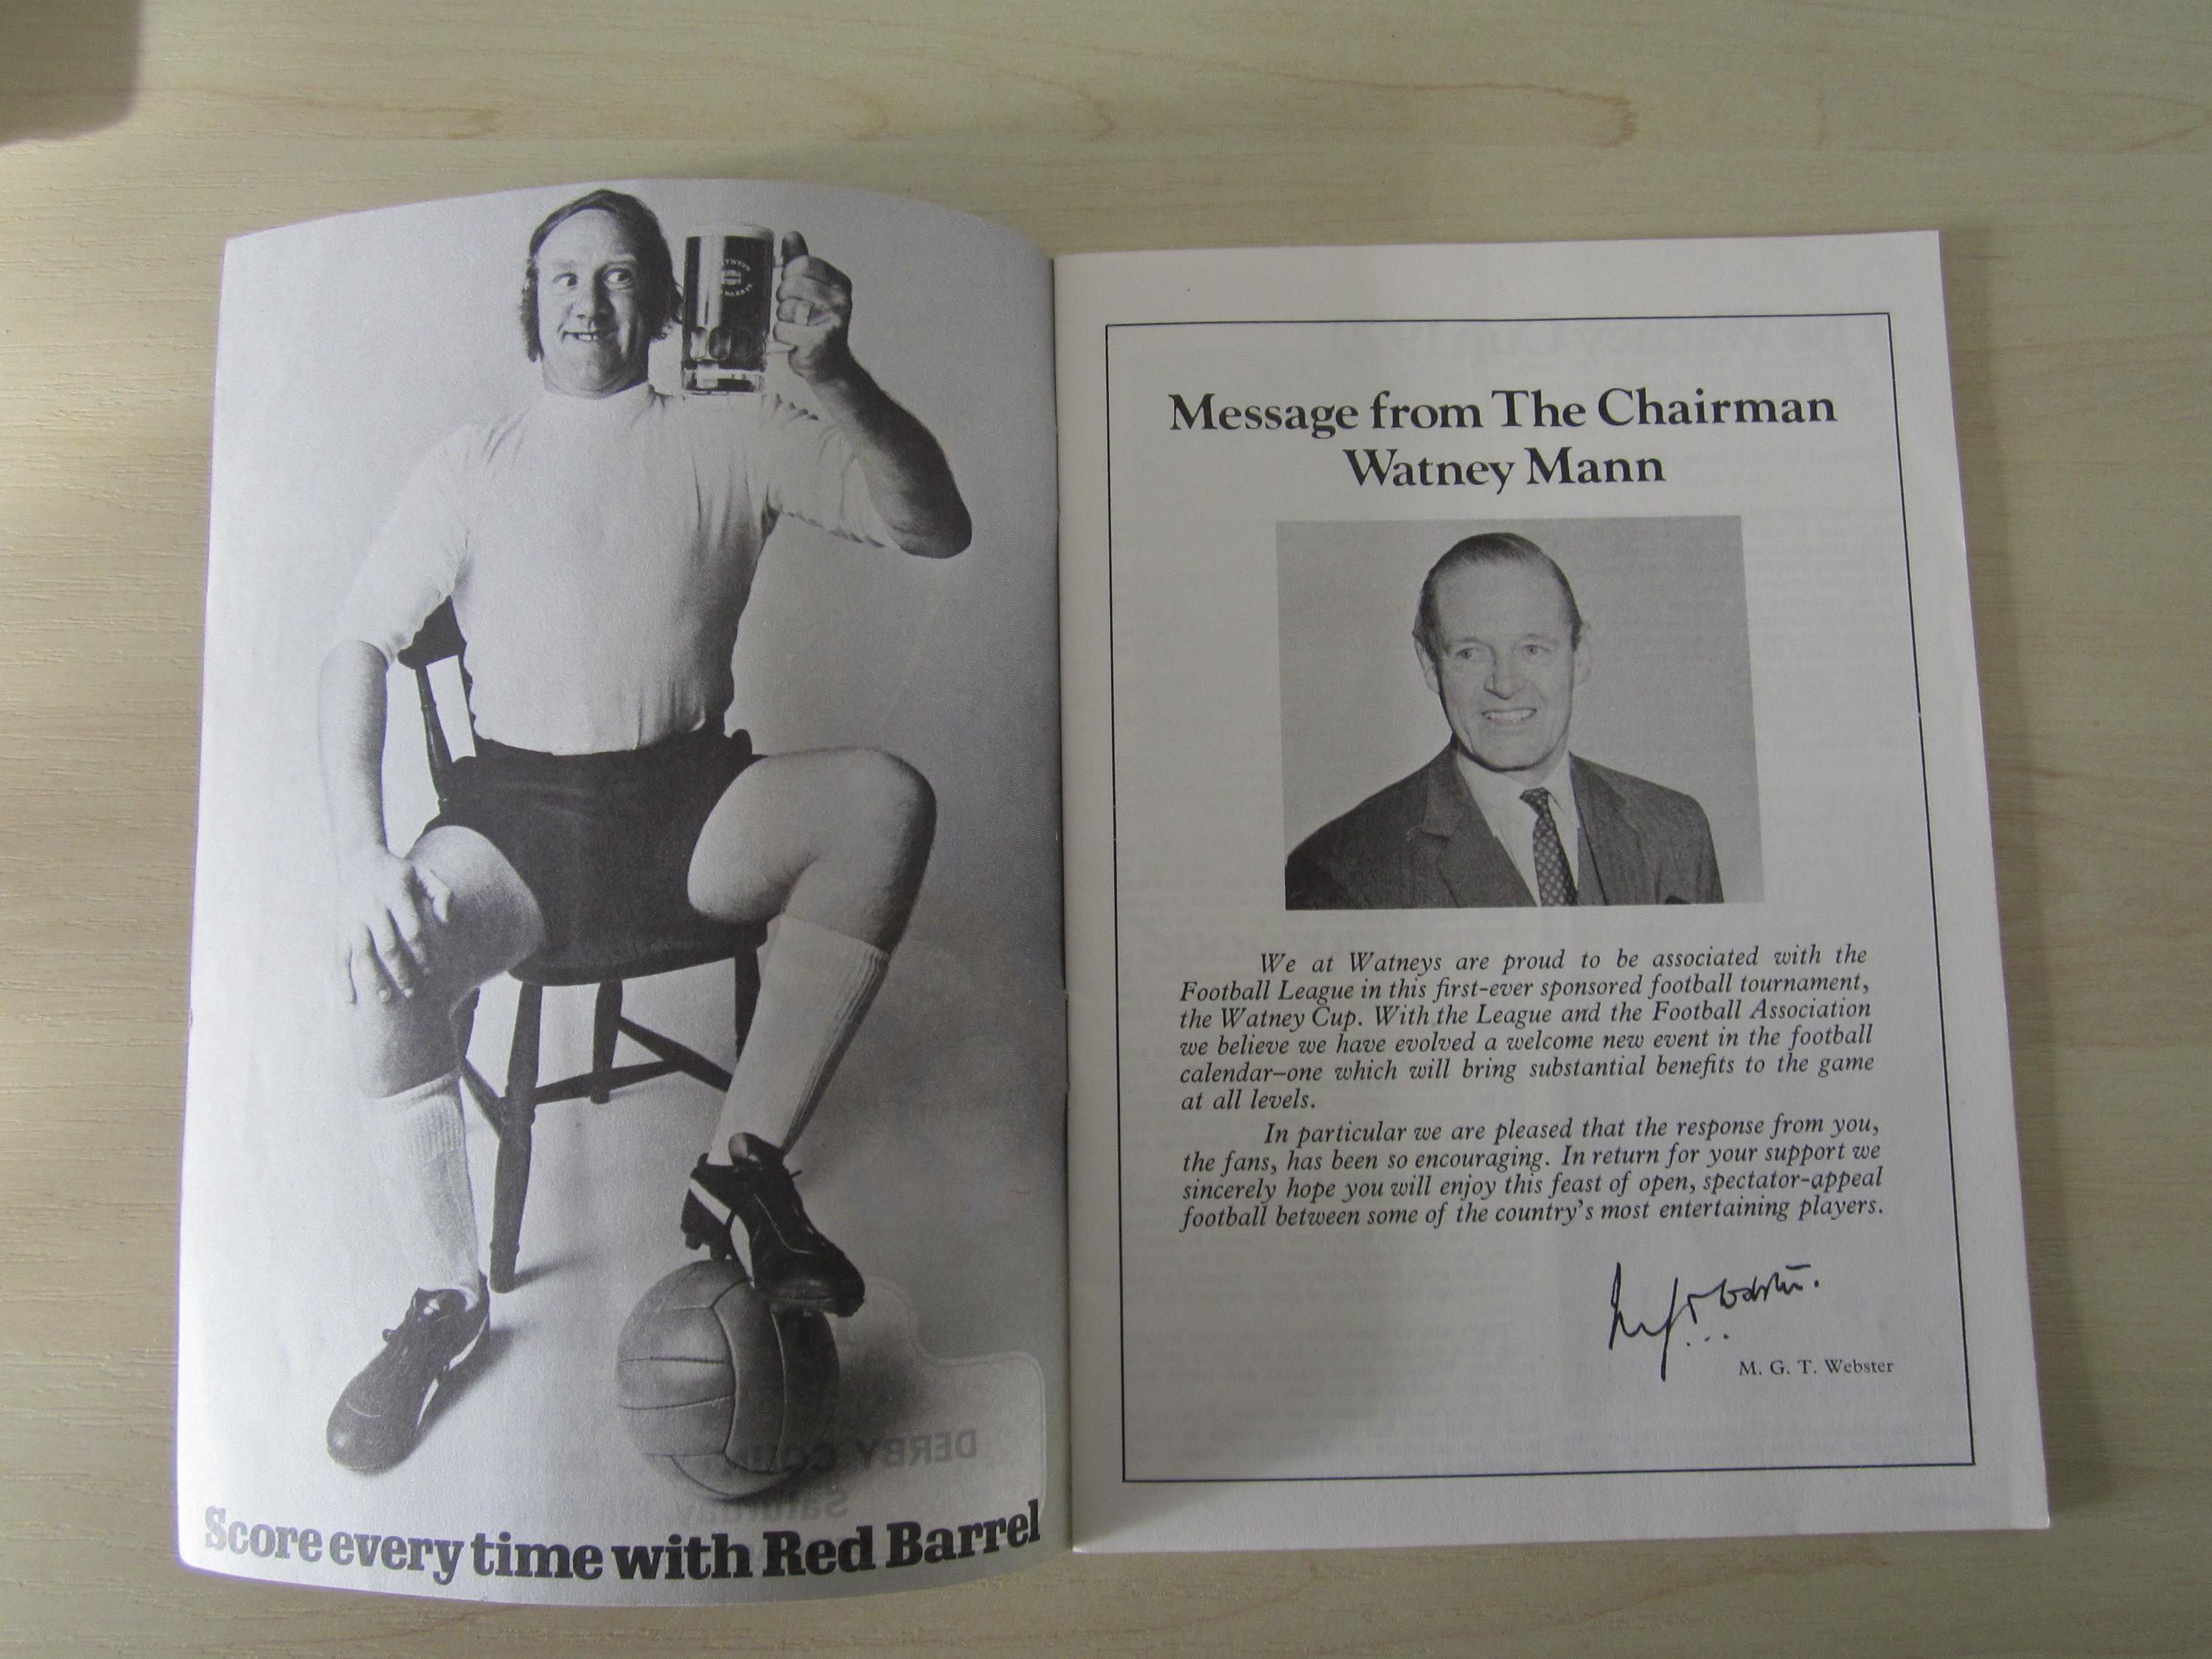 Score every time with Red Barrel
Message from The Chairman
Watney Mann
We at Watneys are proud to be associated with the
Football League in this first-ever sponsored football tournament,
the Watney Cup. With the League and the Football Association
we believe we have evolved a welcome new event in the football
calendar–one which will bring substantial benefits to the game
at all levels.
In particular we are pleased that the response from you,
the fans, has been so encouraging. In return for your support we
sincerely hope you will enjoy this feast of open, spectator-appeal
football between some of the country's most entertaining players.
M. G. T. Webster